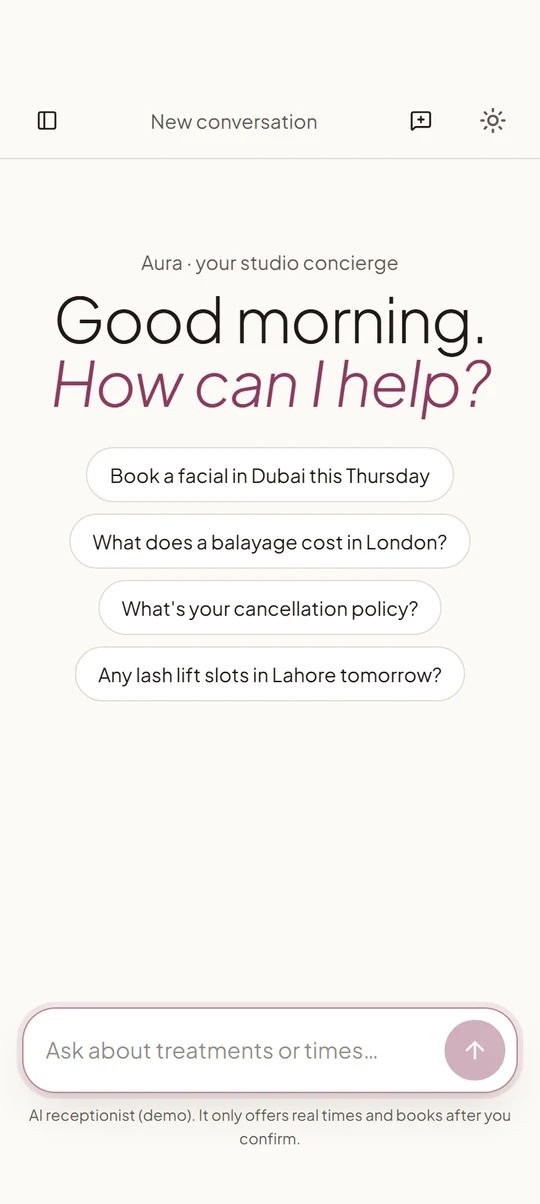 New conversation
Aura · your studio concierge
Good morning.
How can I help?
Book a facial in Dubai this Thursday
What does a balayage cost in London?
What's your cancellation policy?
Any lash lift slots in Lahore tomorrow?
Ask about treatments or times…
AI receptionist (demo). It only offers real times and books after you
confirm.